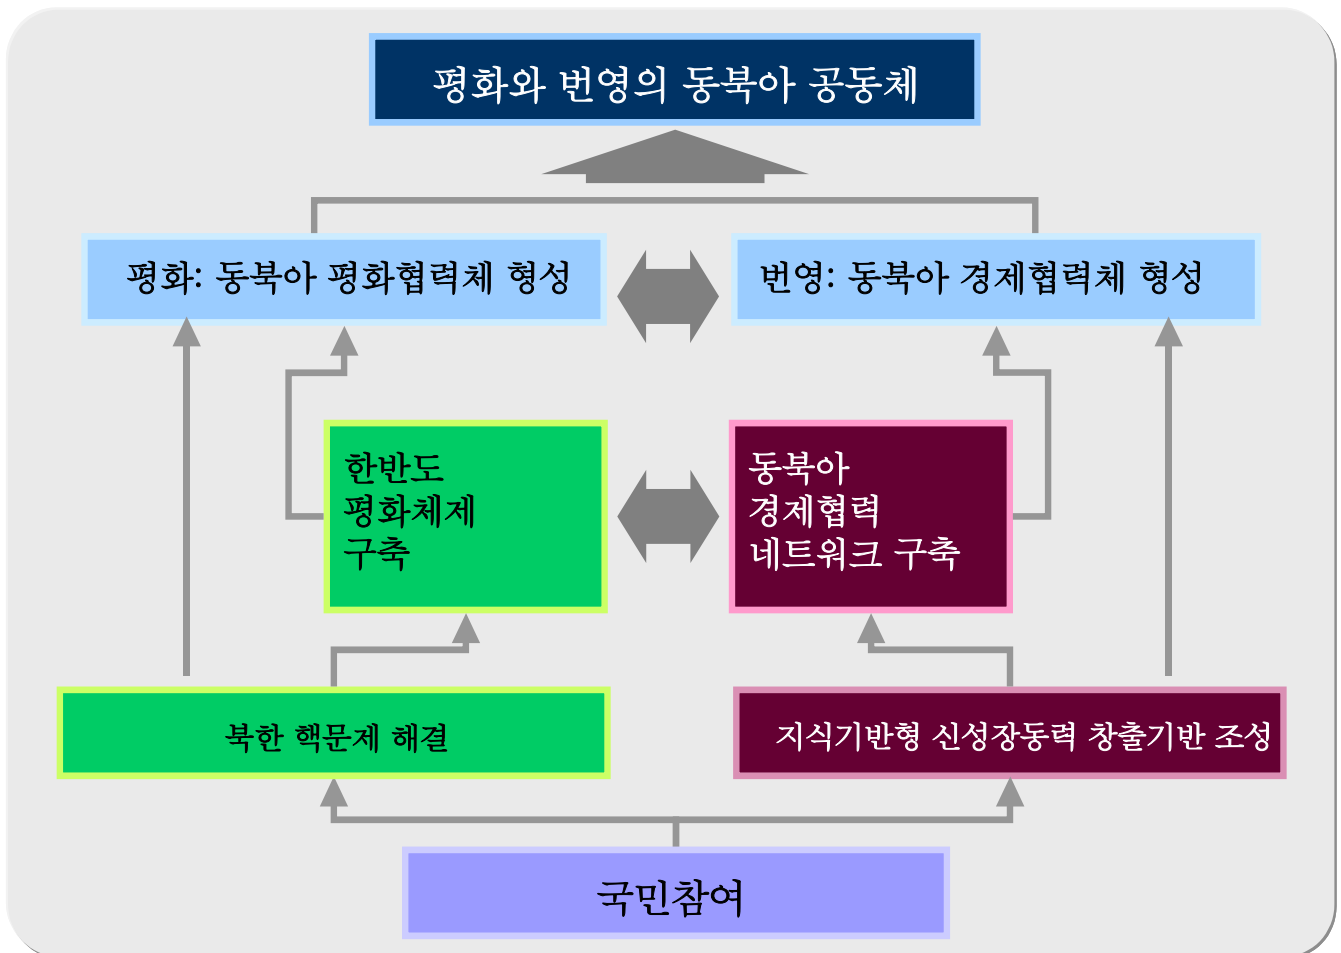 평화와 번영의 동북아 공동체
평화: 동북아 평화협력체 형성
번영: 동북아 경제협력체 형성
한반도
평화체제
구축
동북아
경제협력
네트워크 구축
북한 핵문제 해결
지식기반형 신성장동력 창출기반 조성
국민참여